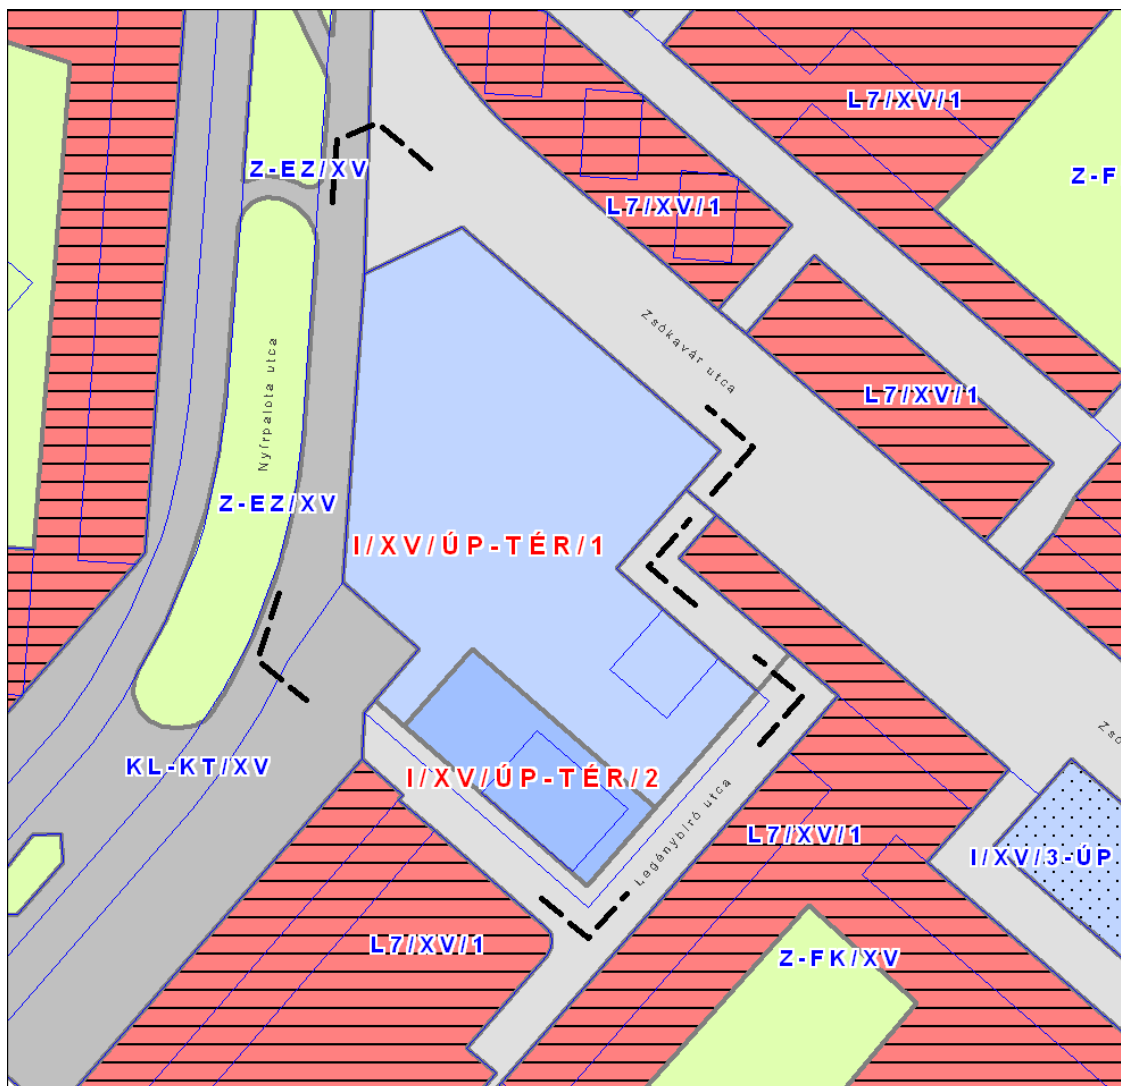 L7/XV/1
Z-EZ/XV
Z-F
L7/XV/1
Zsókavár utca
Nyírpalota utca
L7/XV/1
Z-EZ/XV
I/XV/ÚP-TÉR/1
Zsó
KL-KT/XV
I/XV/ÚP-TÉR/2
Legénybíró utca
L7/XV/1
I/XV/3-ÚP
L7/XV/1
Z-FK/XV